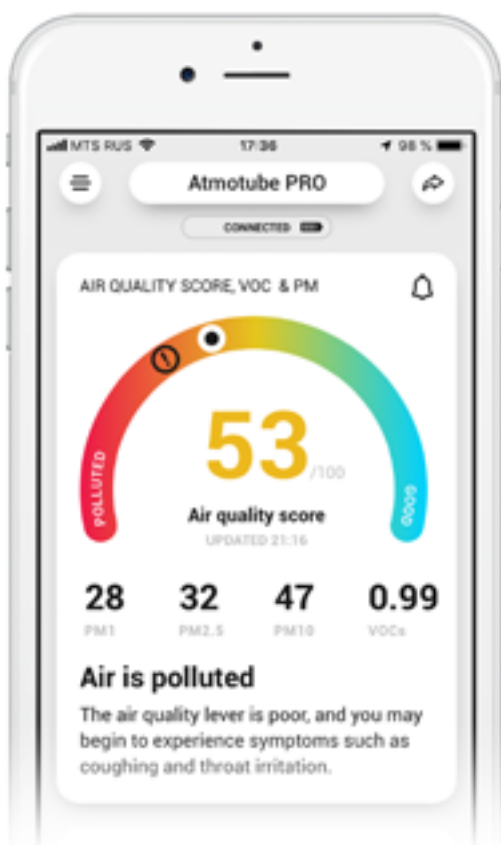 MTS RUS 17:36 98 %
Atmotube PRO
CONNECTED
AIR QUALITY SCORE, VOC & PM
POLLUTED
GOOD
53/100
Air quality score
UPDATED 21:16
28 32 47 0.99
PM1 PM2.5 PM10 VOCs
Air is polluted
The air quality lever is poor, and you may
begin to experience symptoms such as
coughing and throat irritation.